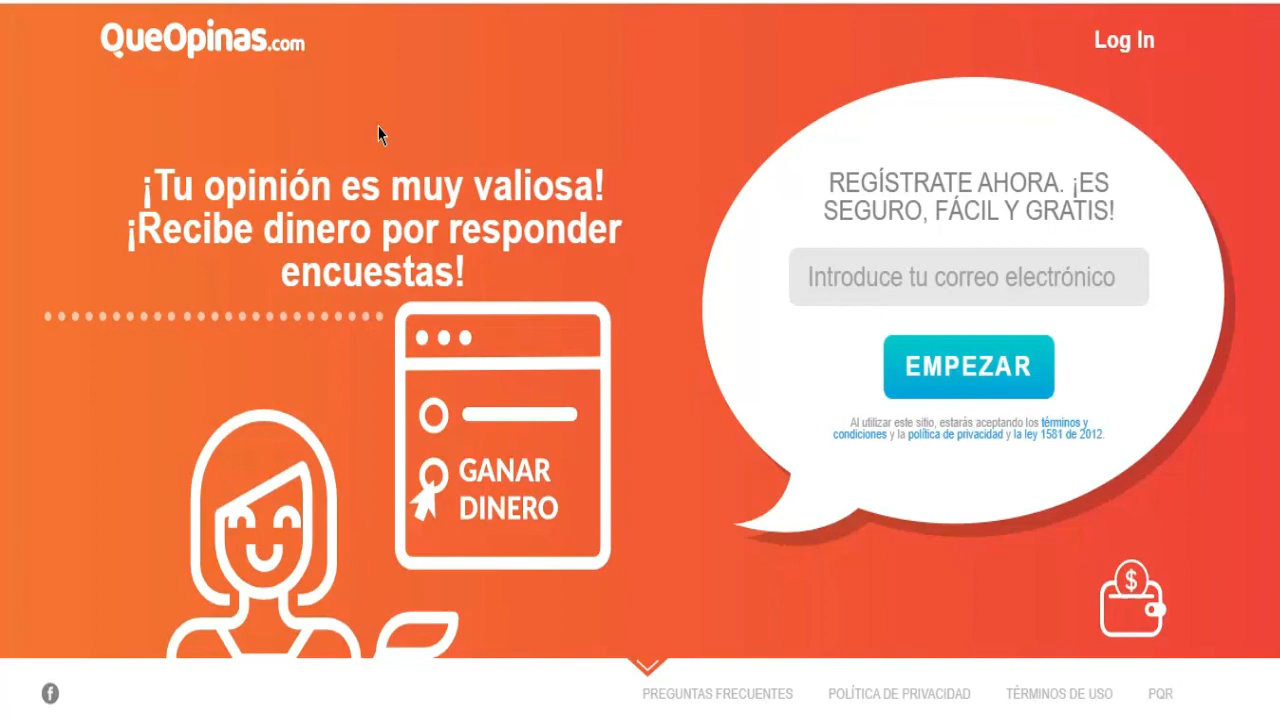 QueOpinas.com
Log In
¡Tu opinión es muy valiosa!
¡Recibe dinero por responder
encuestas!
GANAR
DINERO
REGÍSTRATE AHORA. ¡ES
SEGURO, FÁCIL Y GRATIS!
Introduce tu correo electrónico
EMPEZAR
Al utilizar este sitio, estarás aceptando los términos y
condiciones y la política de privacidad y la ley 1581 de 2012.
$
f
PREGUNTAS FRECUENTES
POLÍTICA DE PRIVACIDAD
TÉRMINOS DE USO
PQR